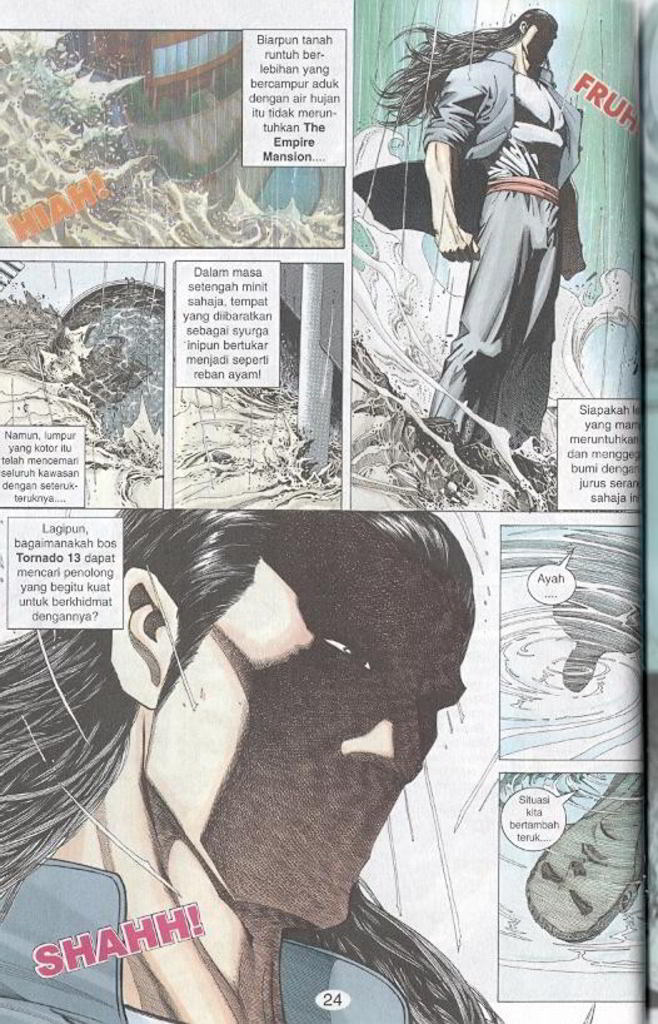 Biarpun tanah
runtuh ber-
lebihan yang
bercampur aduk
dengan air hujan
itu tidak merun-
tuhkan The
Empire
Mansion....
HIAH!
FRUH
Namun, lumpur
yang kotor itu
telah mencemari
seluruh kawasan
dengan seteruk-
teruknya....
Dalam masa
setengah minit
sahaja, tempat
yang diibaratkan
sebagai syurga
inipun bertukar
menjadi seperti
reban ayam!
Siapakah
yang
meruntuhkan
dan
bumi dengan
jurus
sahaja
Lagipun,
bagaimanakah bos
Tornado 13 dapat
mencari penolong
yang begitu kuat
untuk berkhidmat
dengannya?
Ayah
....
Situasi
kita
bertambah
teruk....
SHAHH!
24